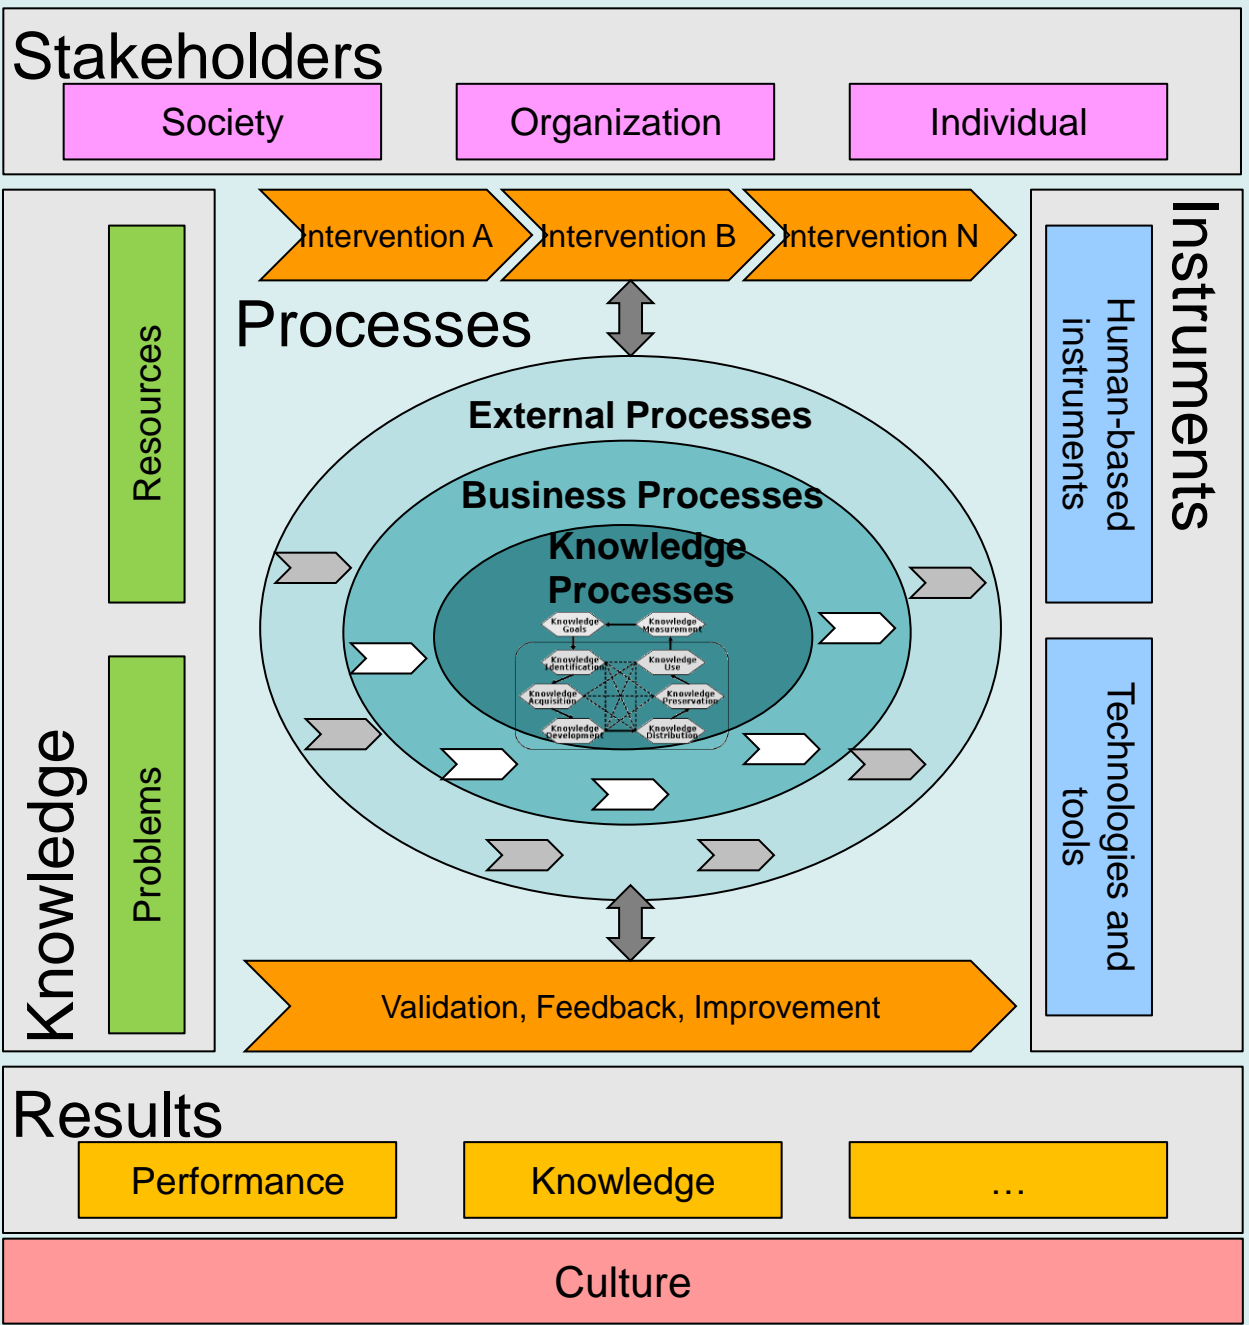 Stakeholders
Society
Organization
Individual
Intervention A
Intervention B
Intervention N
Processes
Knowledge
Resources
Problems
External Processes
Business Processes
Knowledge
Processes
Knowledge
Goals
Knowledge
Measurement
Knowledge
Identification
Knowledge
Use
Knowledge
Acquisition
Knowledge
Preservation
Knowledge
Development
Knowledge
Distribution
Instruments
Human-based
instruments
Technologies and
tools
Validation, Feedback, Improvement
Results
Performance
Knowledge
…
Culture